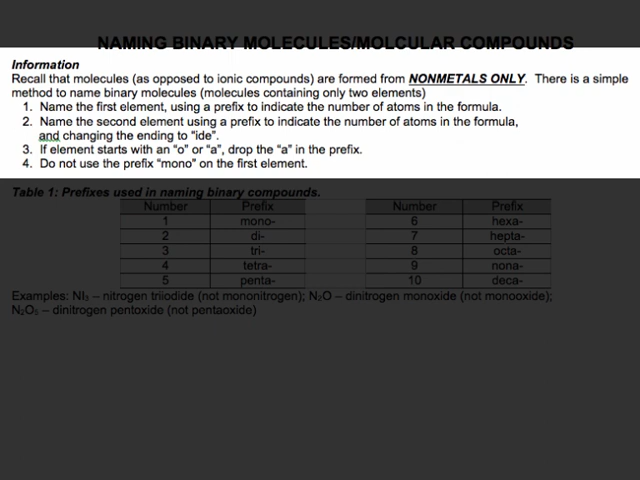 NAMING BINARY MOLECULES/MOLCULAR COMPOUNDS
Information
Recall that molecules (as opposed to ionic compounds) are formed from NONMETALS ONLY. There is a simple
method to name binary molecules (molecules containing only two elements)
1. Name the first element, using a prefix to indicate the number of atoms in the formula.
2. Name the second element using a prefix to indicate the number of atoms in the formula,
and changing the ending to "ide".
3. If element starts with an "o" or "a", drop the "a" in the prefix.
4. Do not use the prefix "mono" on the first element.
Table 1: Prefixes used in naming binary compounds.
Number Prefix Number Prefix
1 mono- 6 hexa-
2 di- 7 hepta-
3 tri- 8 octa-
4 tetra- 9 nona-
5 penta- 10 deca-
Examples: NI₃ – nitrogen triiodide (not mononitrogen); N₂O – dinitrogen monoxide (not monooxide);
N₂O₅ – dinitrogen pentoxide (not pentaoxide)